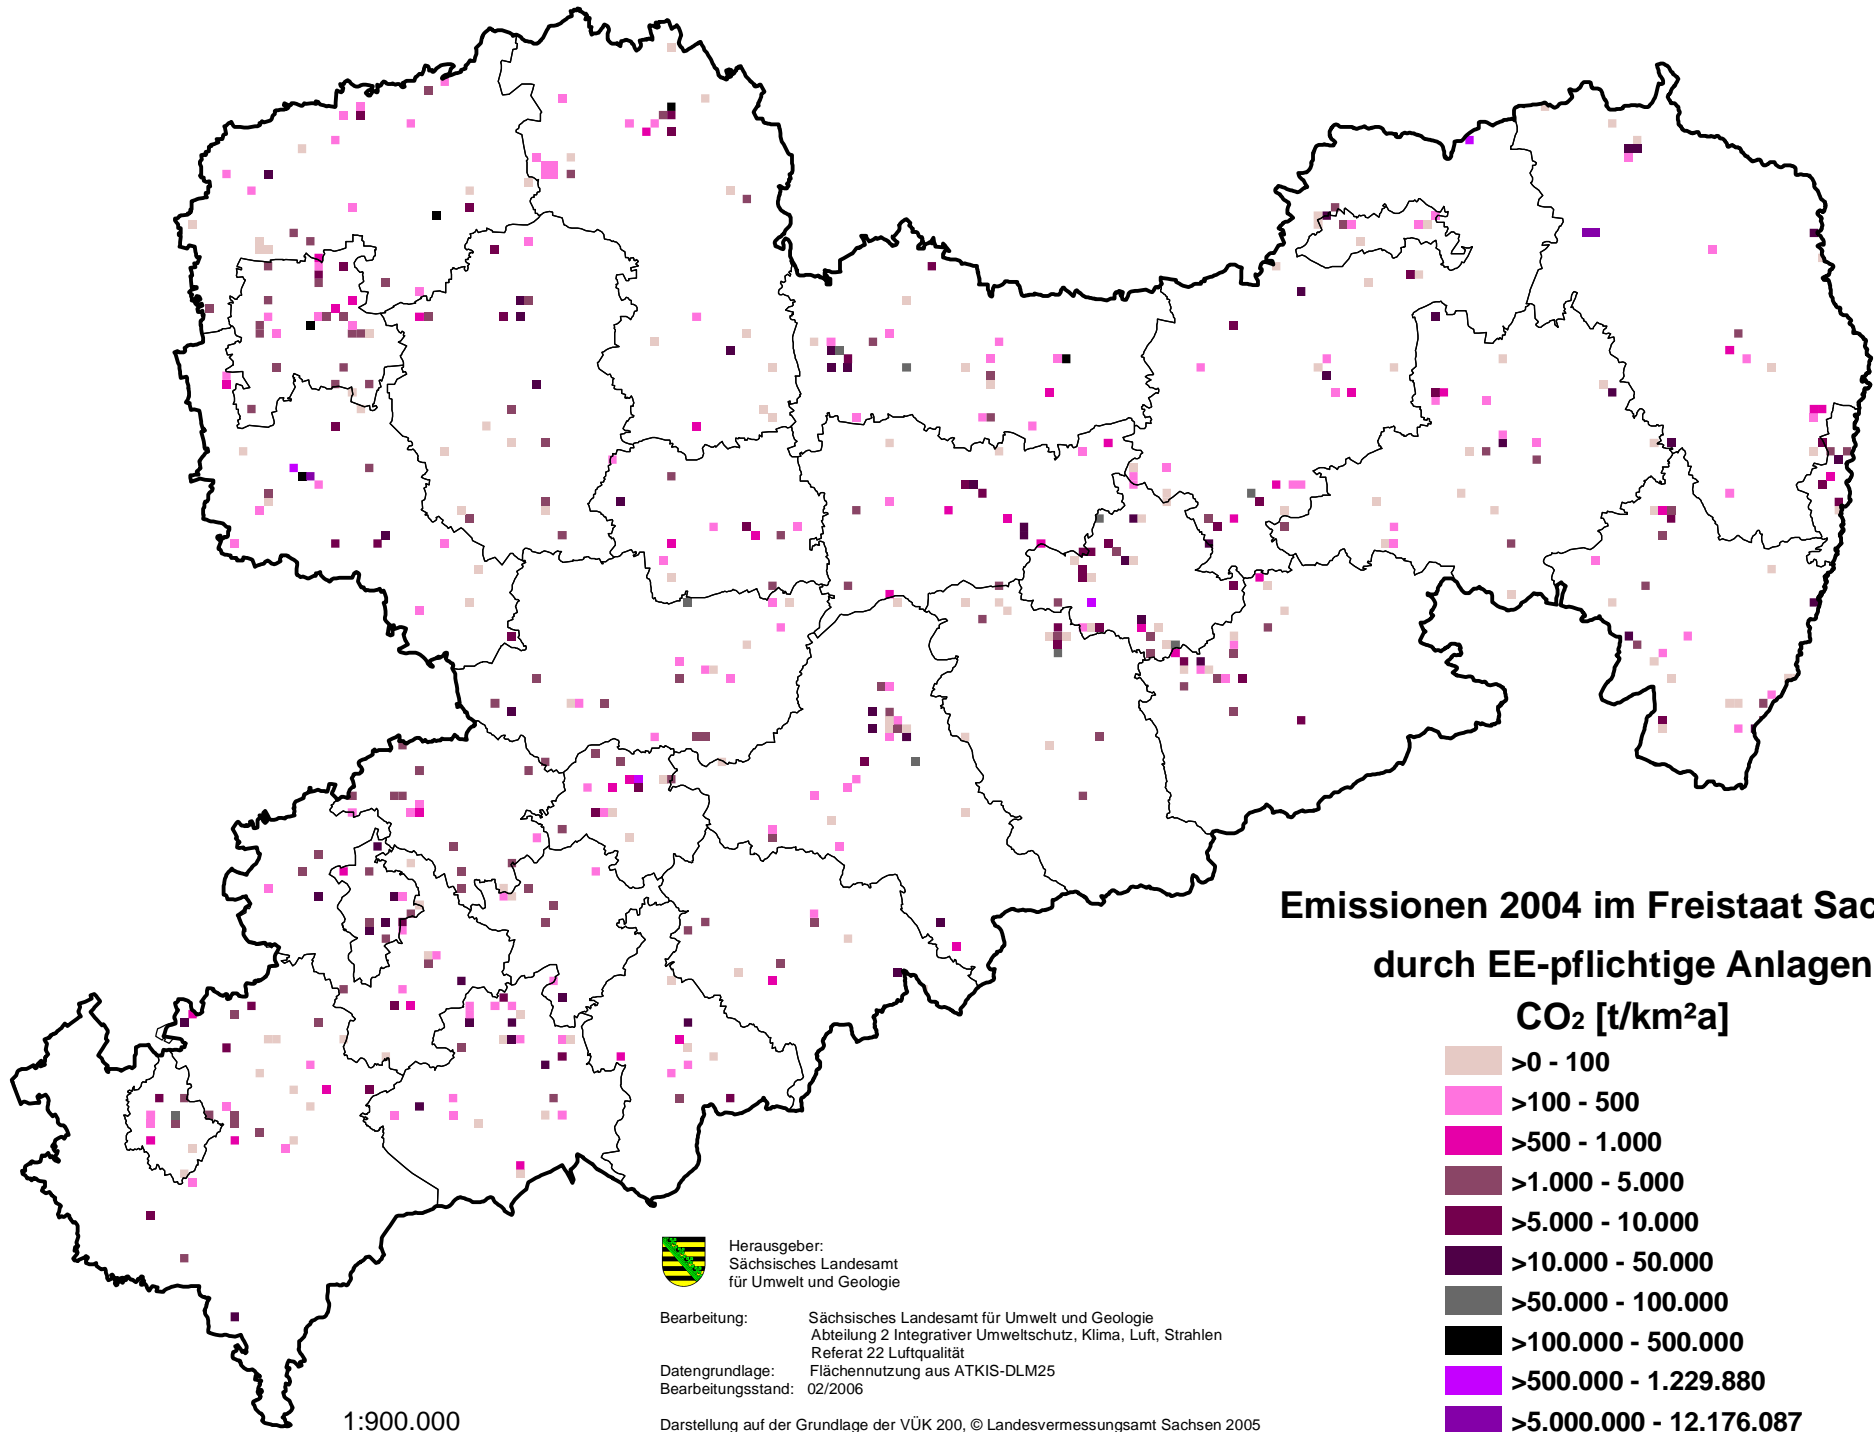 Emissionen 2004 im Freistaat Sac
durch EE-pflichtige Anlagen
CO₂ [t/km²a]
>0 - 100
>100 - 500
>500 - 1.000
>1.000 - 5.000
>5.000 - 10.000
>10.000 - 50.000
>50.000 - 100.000
>100.000 - 500.000
>500.000 - 1.229.880
>5.000.000 - 12.176.087
Herausgeber:
Sächsisches Landesamt
für Umwelt und Geologie
Bearbeitung: Sächsisches Landesamt für Umwelt und Geologie
Abteilung 2 Integrativer Umweltschutz, Klima, Luft, Strahlen
Referat 22 Luftqualität
Datengrundlage: Flächennutzung aus ATKIS-DLM25
Bearbeitungsstand: 02/2006
Darstellung auf der Grundlage der VÜK 200, © Landesvermessungsamt Sachsen 2005
1:900.000